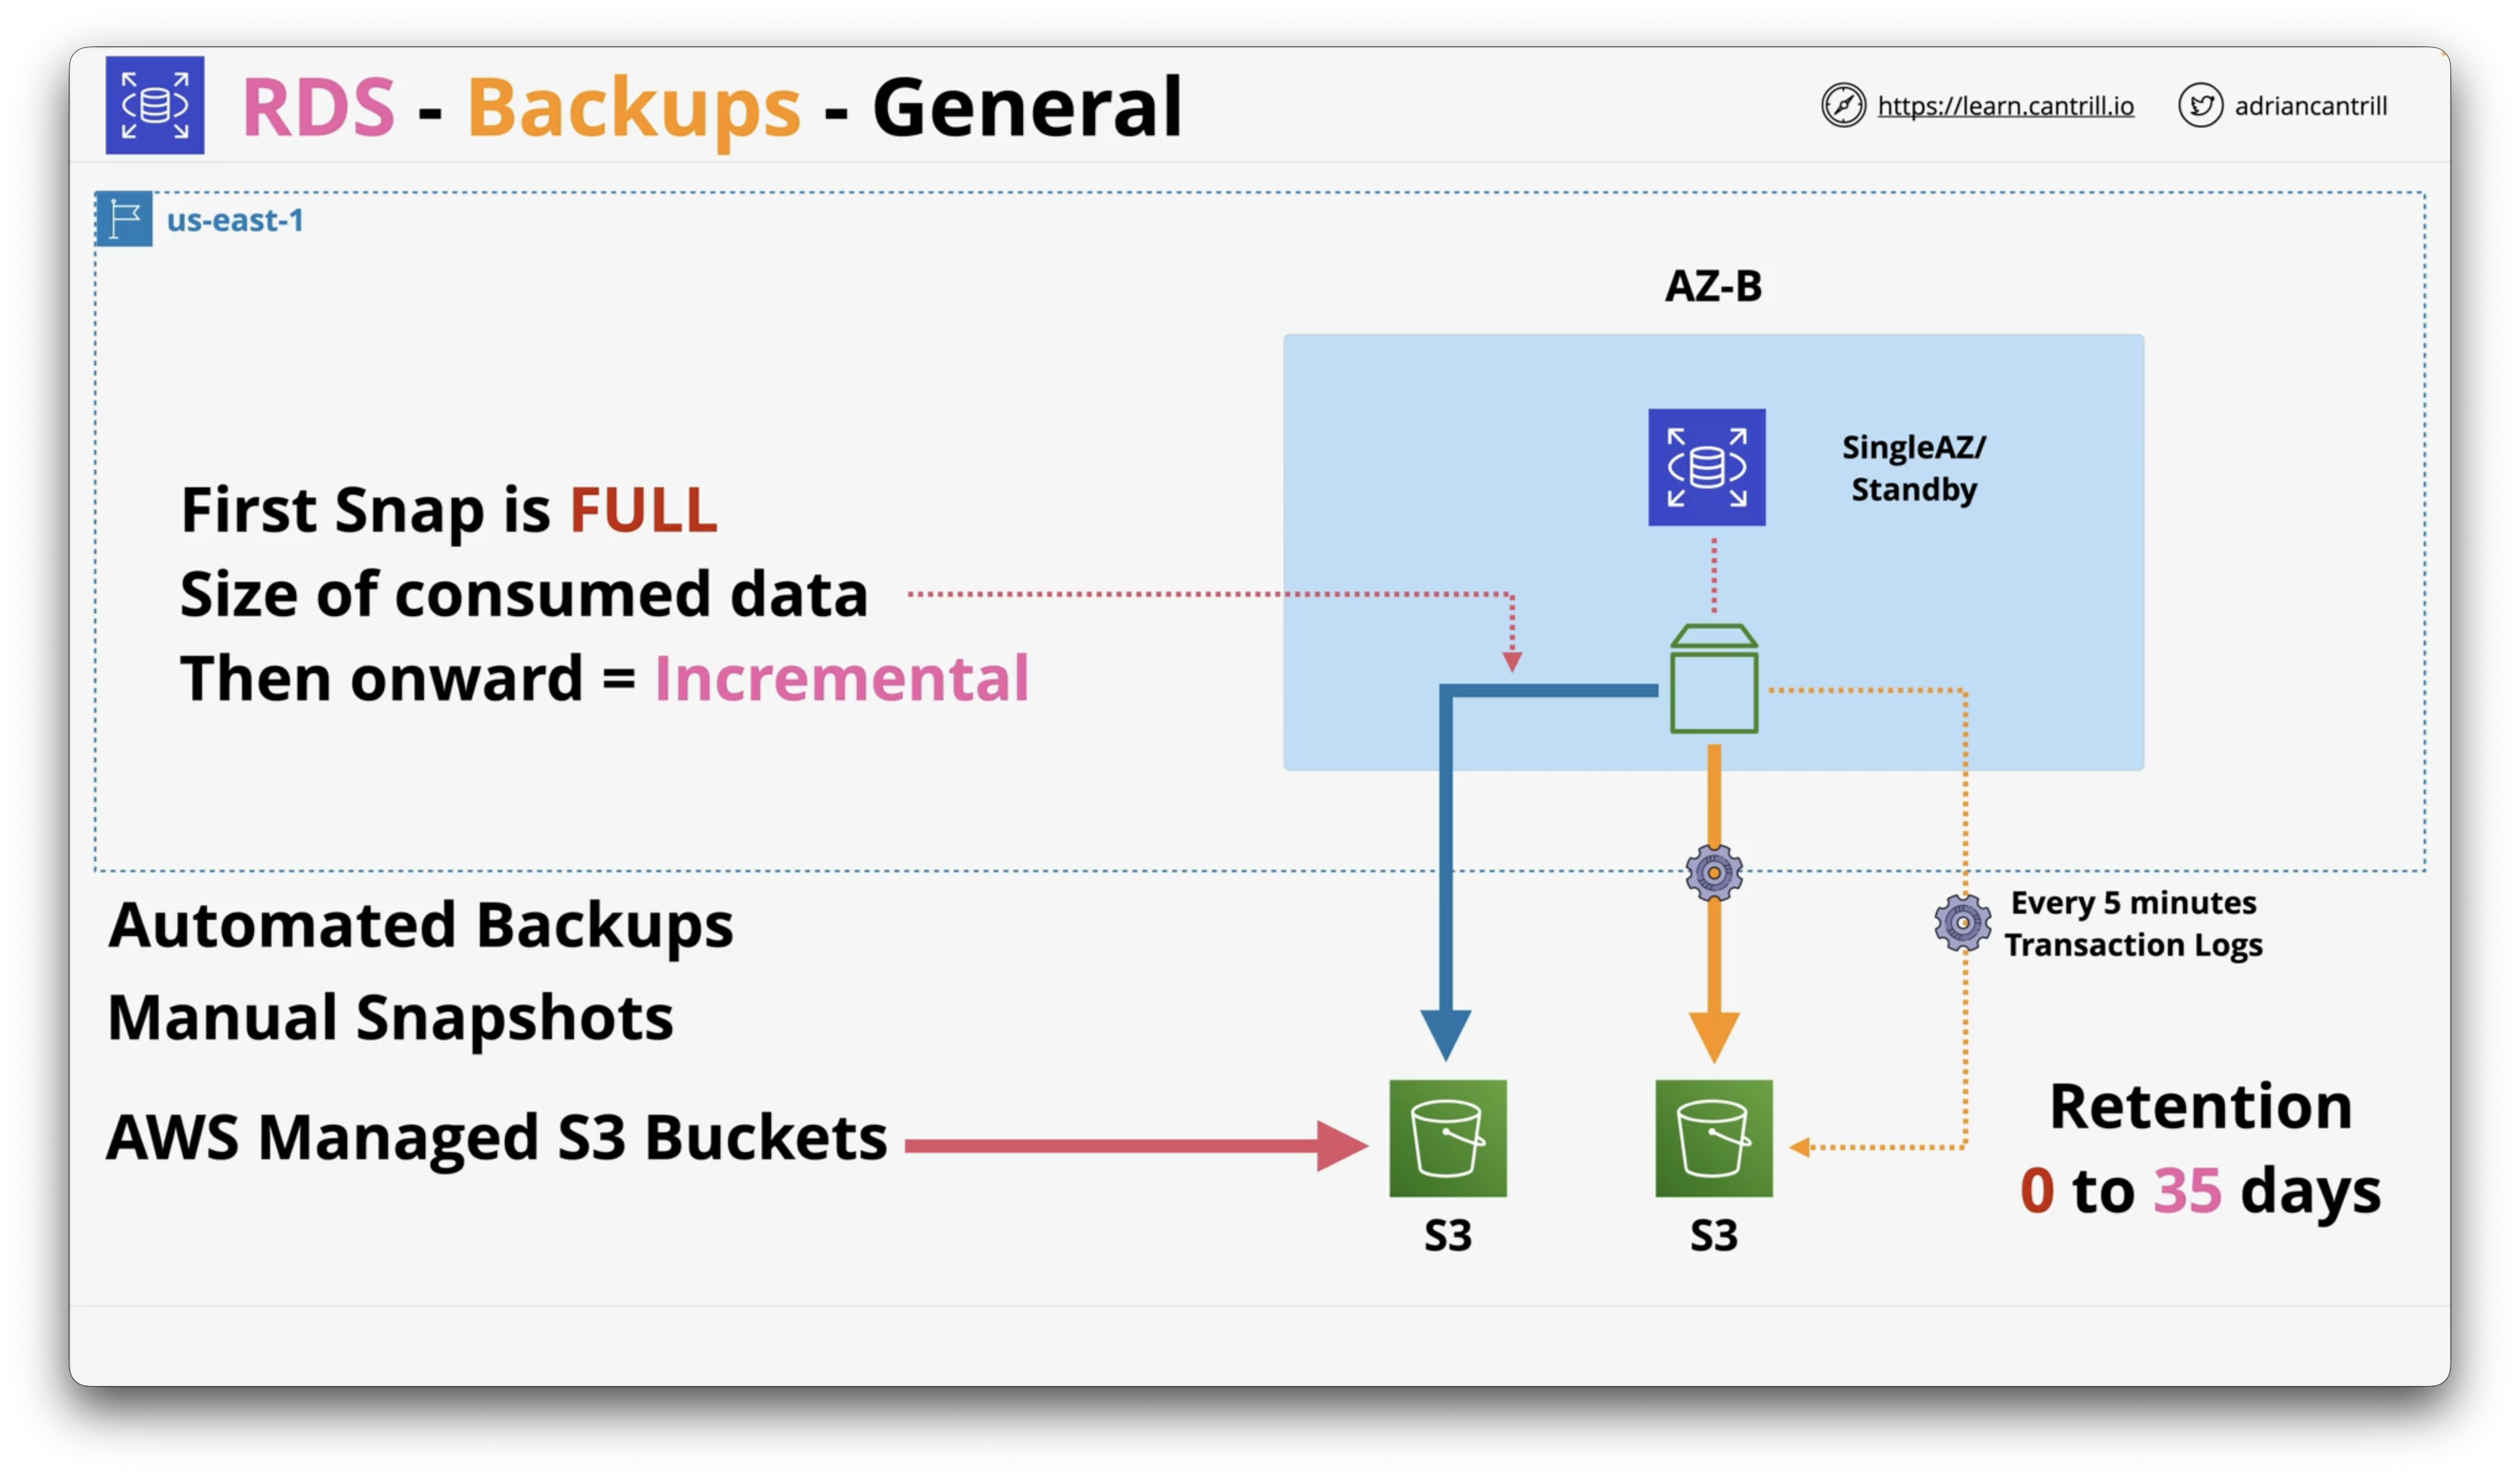 RDS - Backups - General
https://learn.cantrill.io
adriancantrill
us-east-1
AZ-B
SingleAZ/
Standby
First Snap is FULL
Size of consumed data
Then onward = Incremental
Automated Backups
Manual Snapshots
AWS Managed S3 Buckets
Every 5 minutes
Transaction Logs
S3
S3
Retention
0 to 35 days